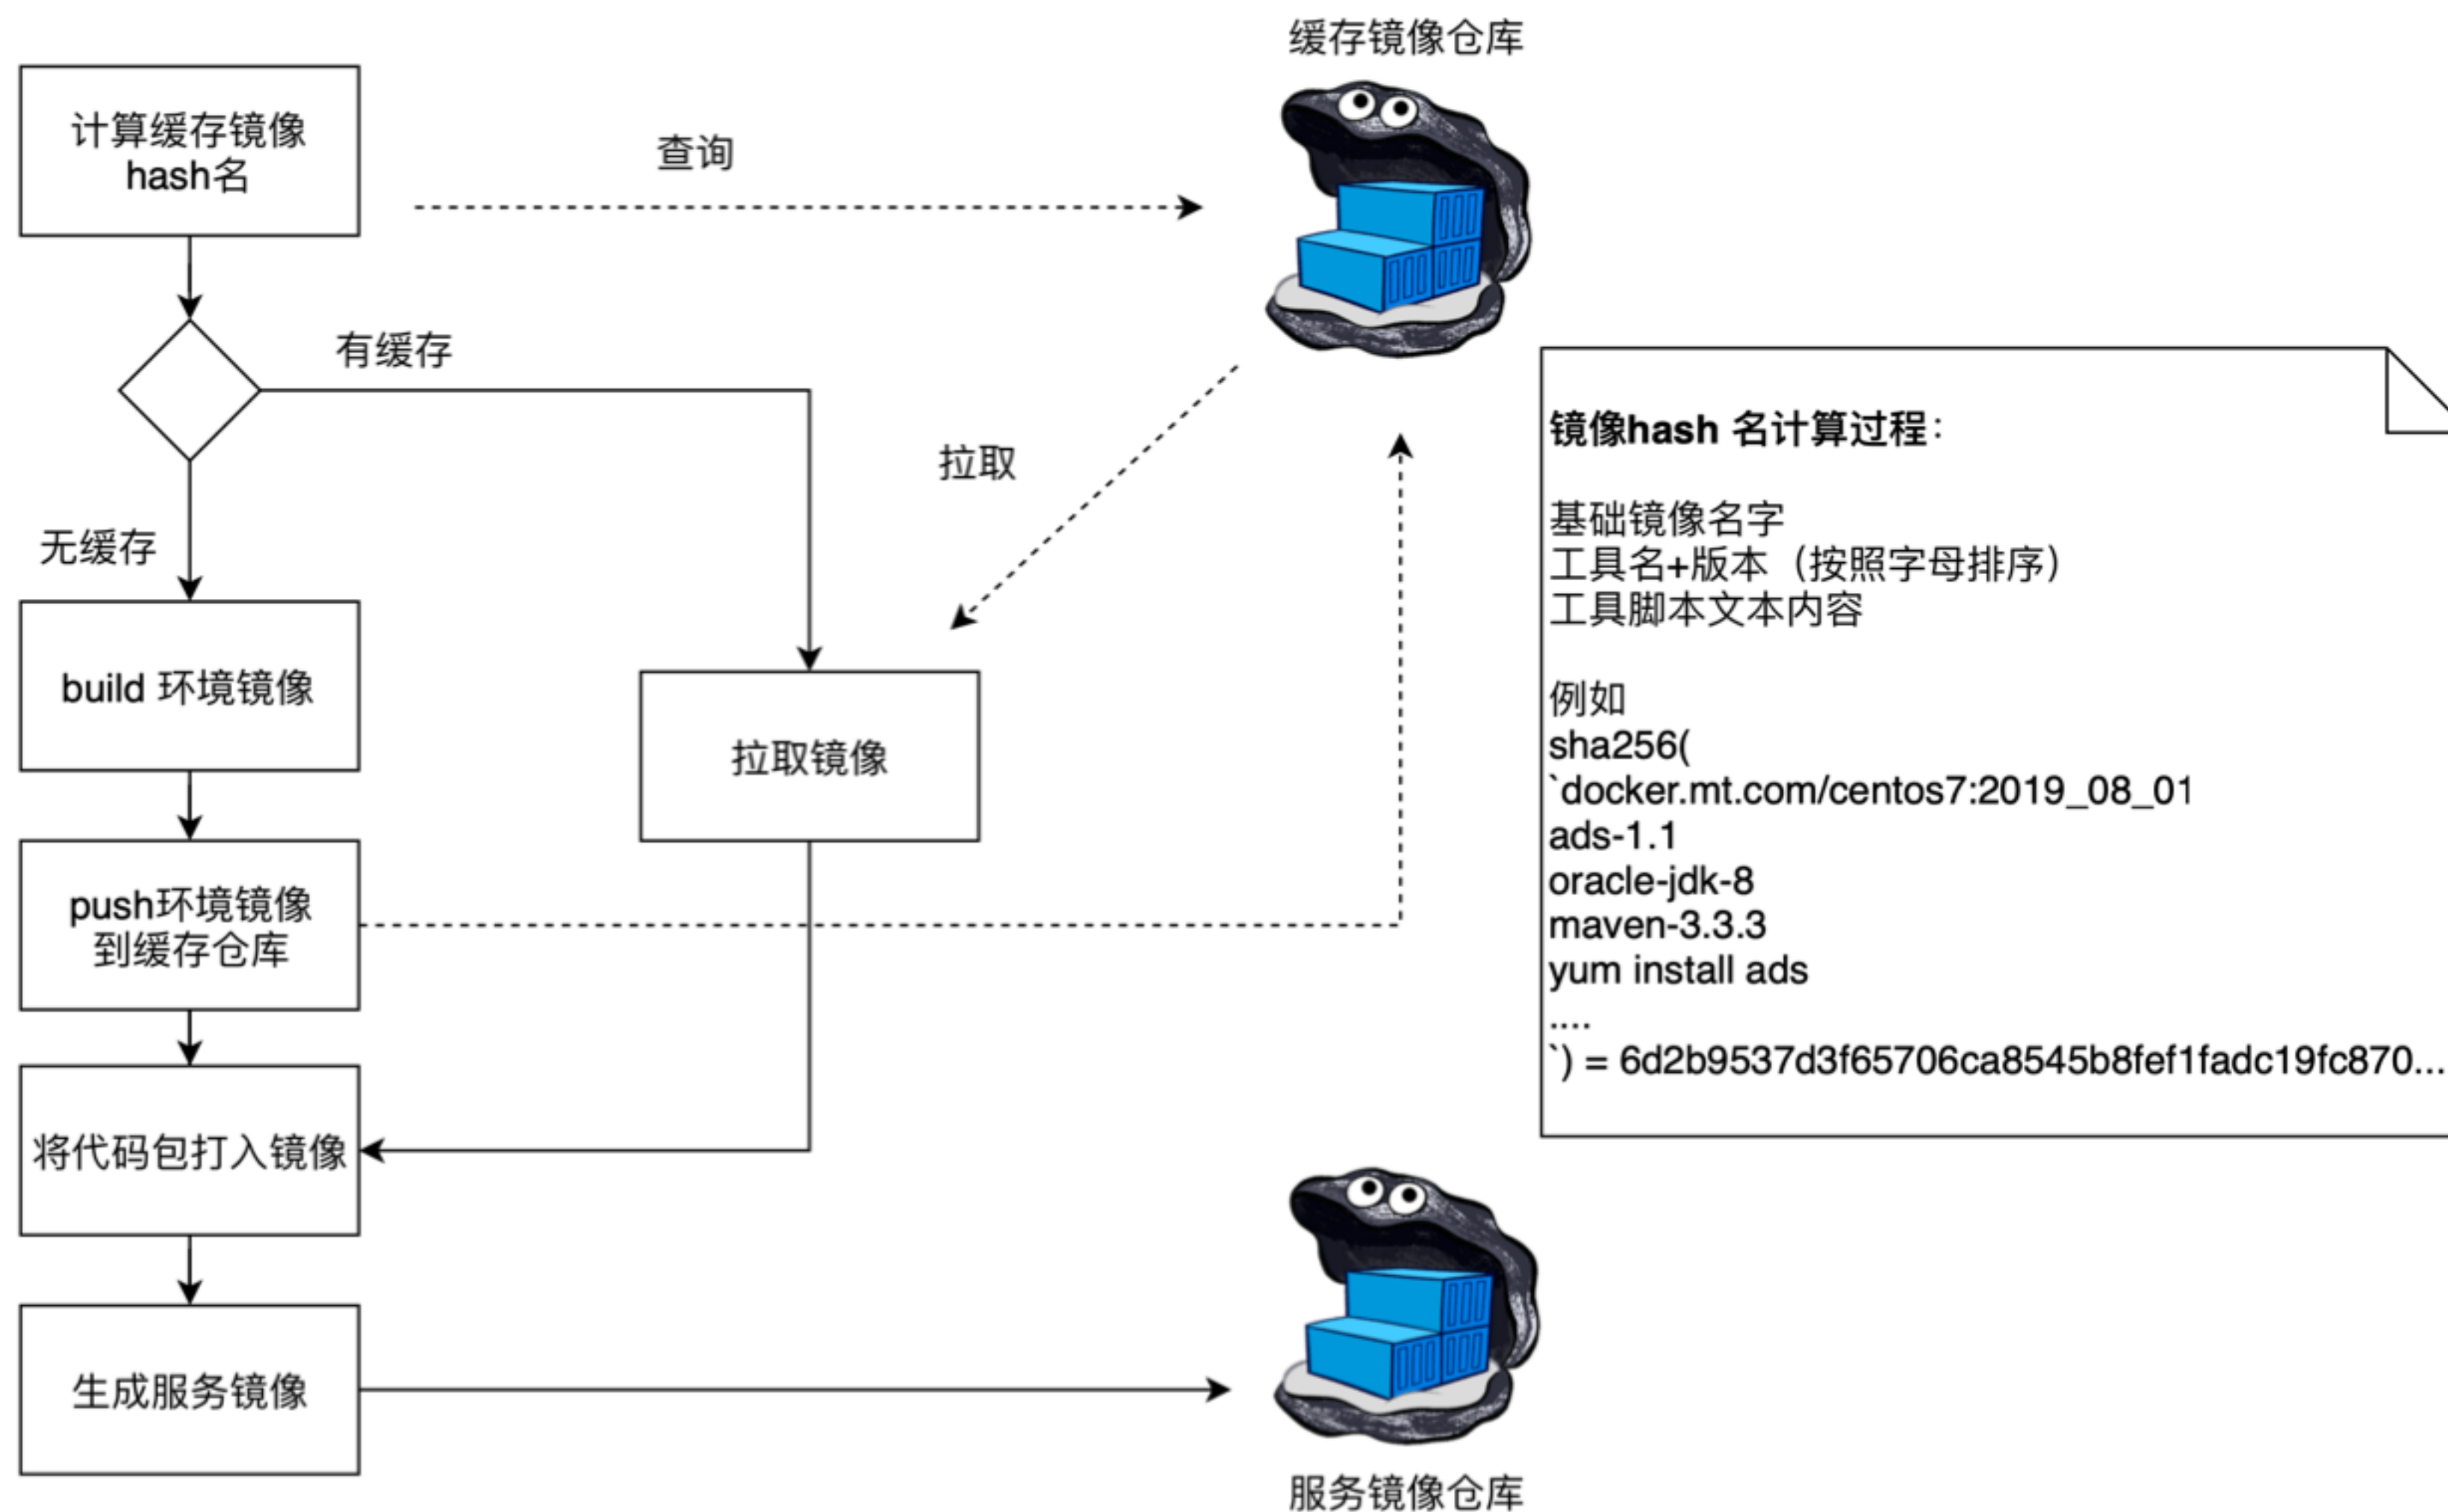 缓存镜像仓库
计算缓存镜像
hash名
查询
有缓存
拉取
无缓存
build 环境镜像
拉取镜像
push环境镜像
到缓存仓库
将代码包打入镜像
生成服务镜像
镜像hash 名计算过程：
基础镜像名字
工具名+版本（按照字母排序）
工具脚本文本内容
例如
sha256(
`docker.mt.com/centos7:2019_08_01
ads-1.1
oracle-jdk-8
maven-3.3.3
yum install ads
....
`) = 6d2b9537d3f65706ca8545b8fef1fadc19fc870...
服务镜像仓库